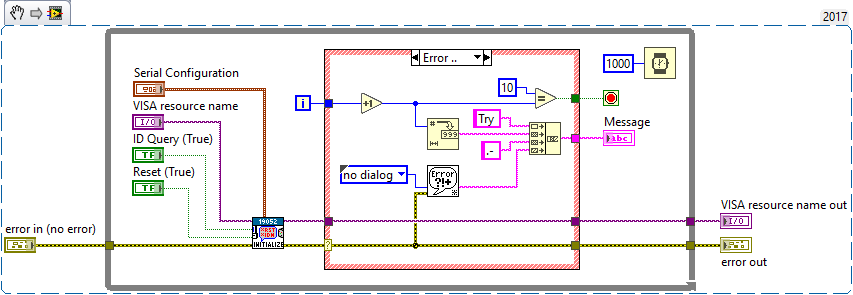 2017
Error ..
Serial Configuration
1000
VISA resource name
I/O
10
i
+1
=
ID Query (True)
TF
#
999
Try
Message
abc
Reset (True)
TF
.-
no dialog
Error
?!+
VISA resource name out
I/O
19052
INITIALIZE
error in (no error)
?
error out